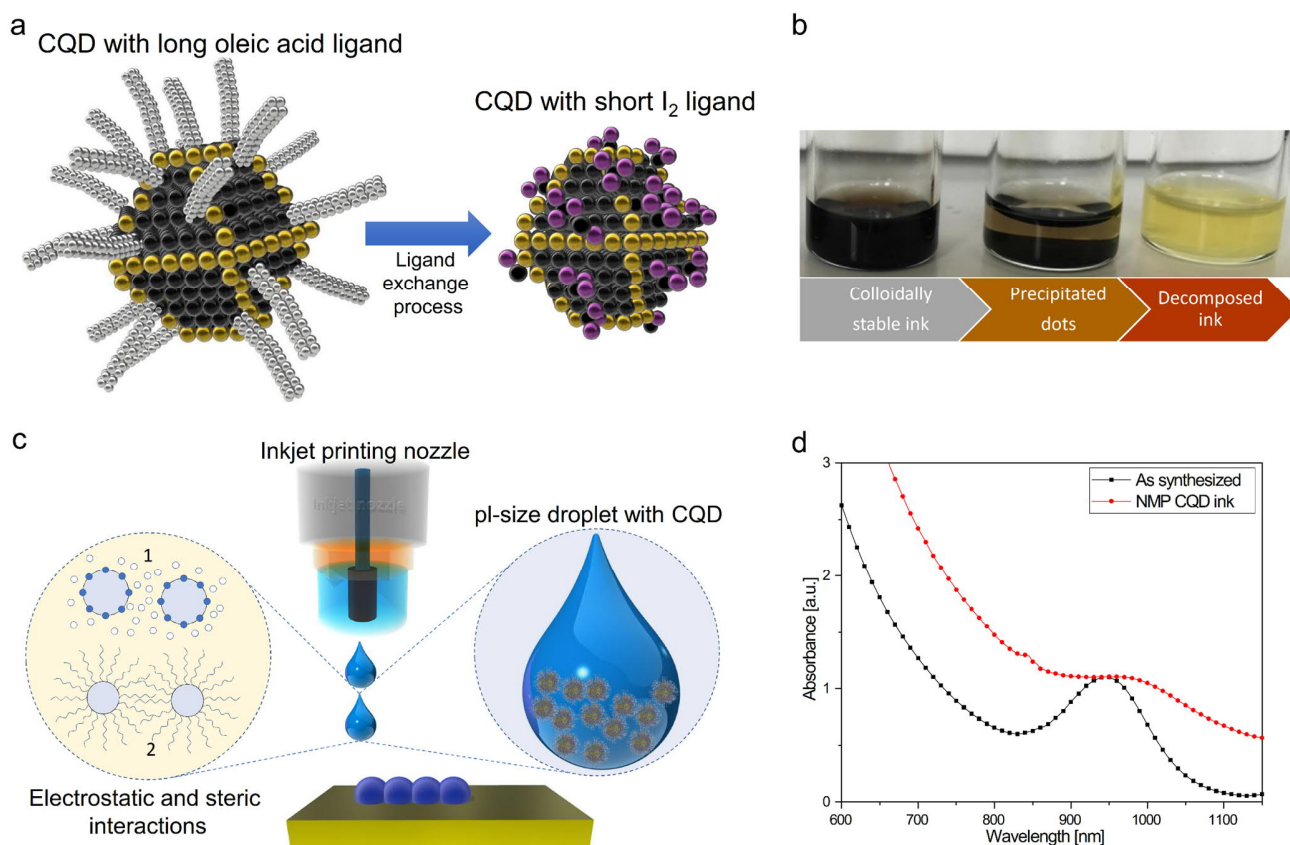 a
CQD with long oleic acid ligand
CQD with short I₂ ligand
Ligand
exchange
process
b
Colloidally
stable ink
Precipitated
dots
Decomposed
ink
c
Inkjet printing nozzle
Inkjet nozzle
pl-size droplet with CQD
1
2
Electrostatic and steric
interactions
d
As synthesized
NMP CQD ink
Absorbance [a.u.]
3
2
1
0
600 700 800 900 1000 1100
Wavelength [nm]